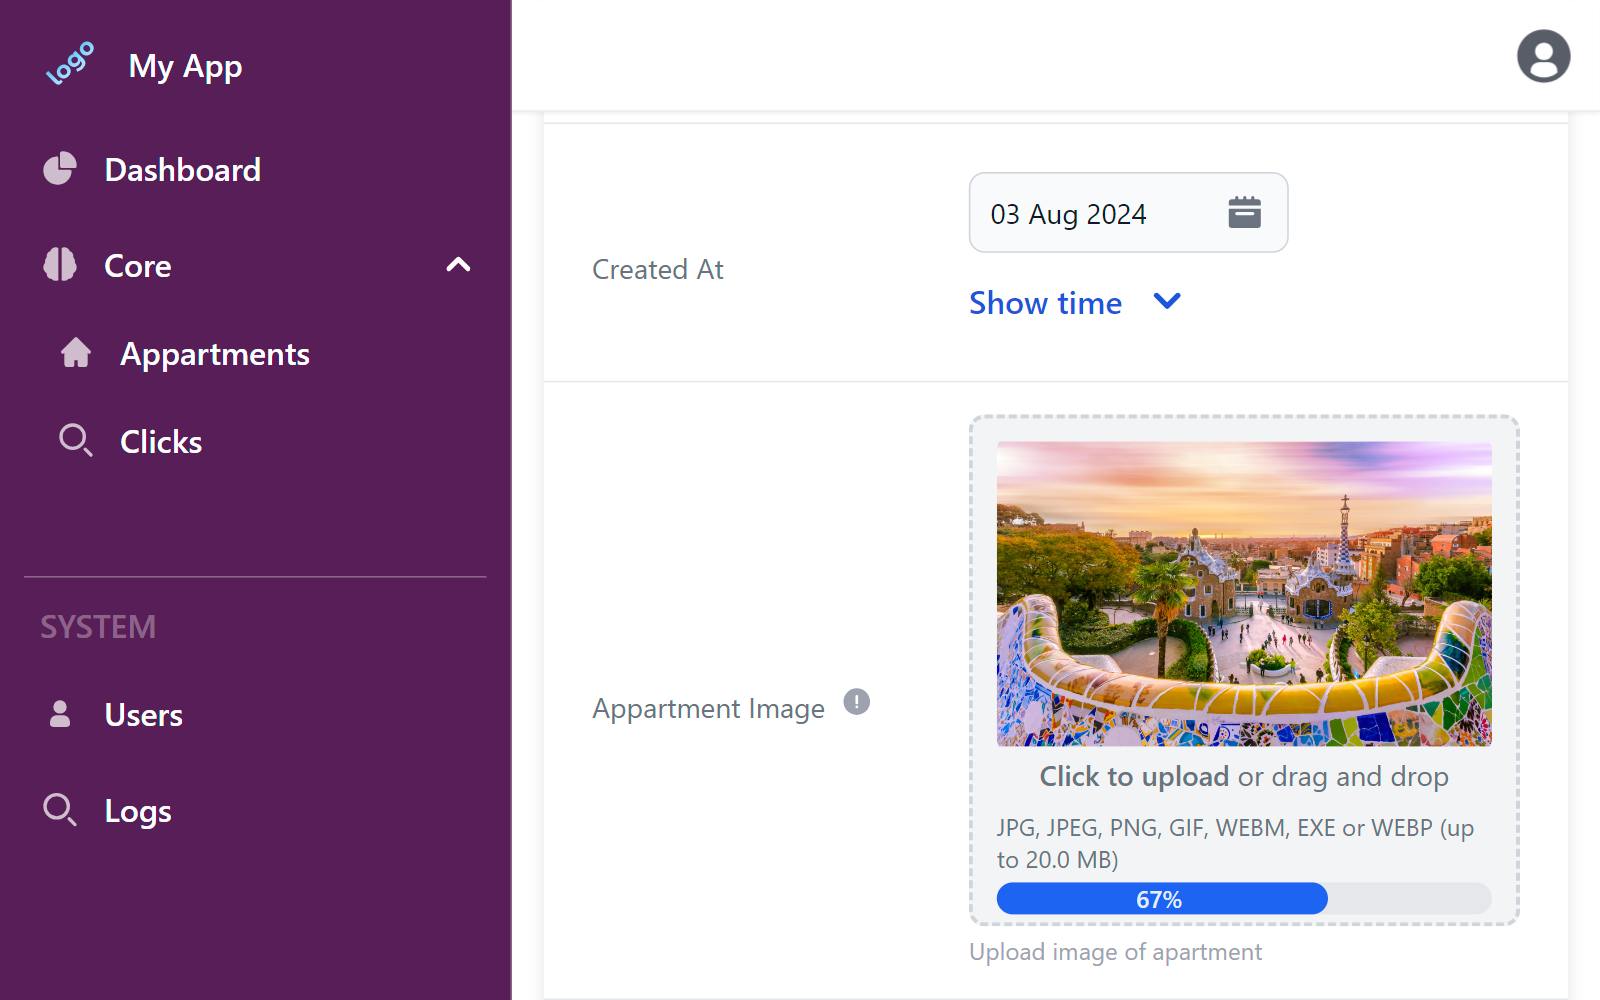 logo
My App
Dashboard
Core
Appartments
Clicks
SYSTEM
Users
Logs
Created At
03 Aug 2024
Show time
Appartment Image
Click to upload or drag and drop
JPG, JPEG, PNG, GIF, WEBM, EXE or WEBP (up
to 20.0 MB)
67%
Upload image of apartment